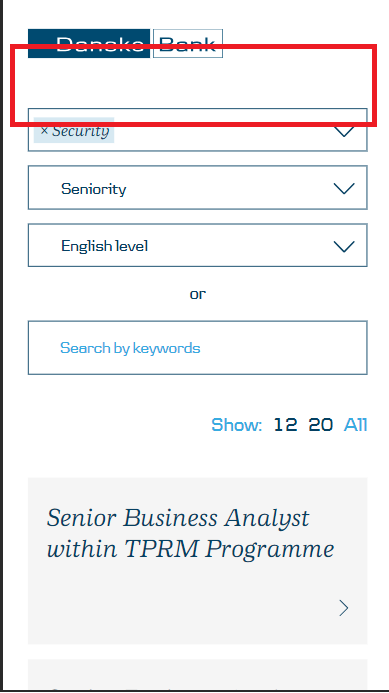 Danske Bank
× Security
Seniority
English level
or
Search by keywords
Show: 12 20 All
Senior Business Analyst
within TPRM Programme